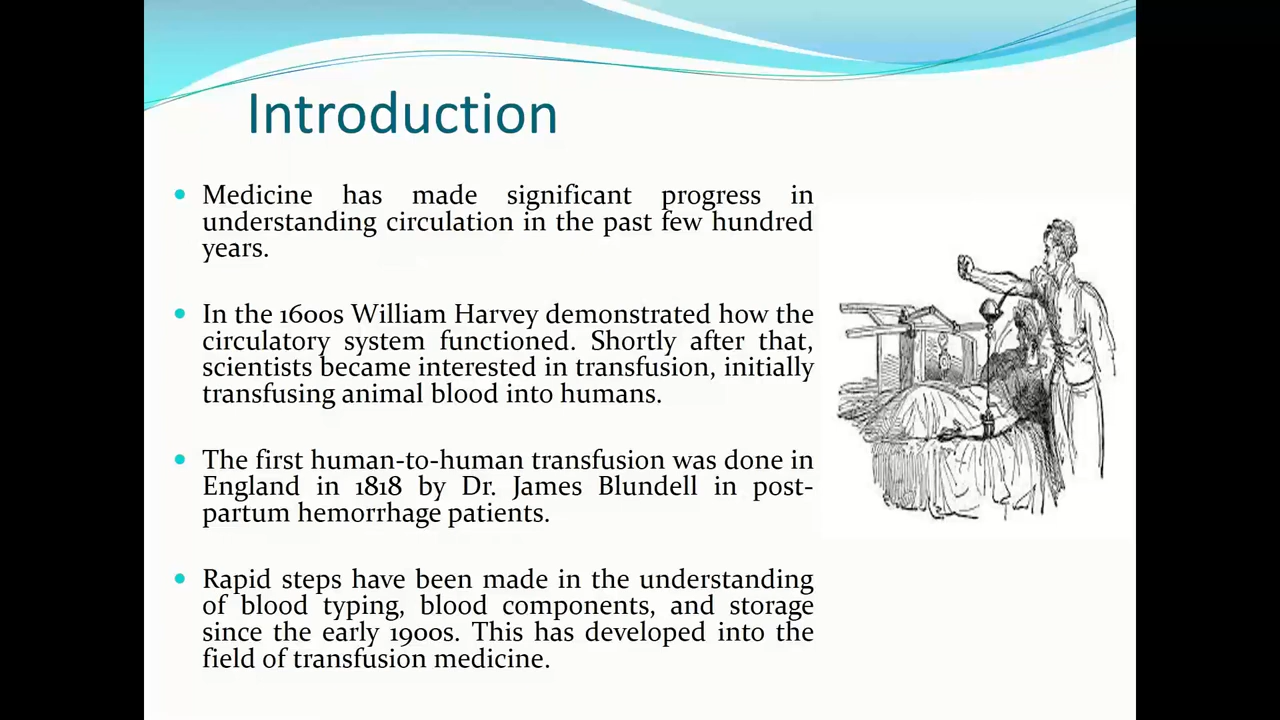 Introduction
• Medicine has made significant progress in
understanding circulation in the past few hundred
years.
• In the 1600s William Harvey demonstrated how the
circulatory system functioned. Shortly after that,
scientists became interested in transfusion, initially
transfusing animal blood into humans.
• The first human-to-human transfusion was done in
England in 1818 by Dr. James Blundell in post-
partum hemorrhage patients.
• Rapid steps have been made in the understanding
of blood typing, blood components, and storage
since the early 1900s. This has developed into the
field of transfusion medicine.